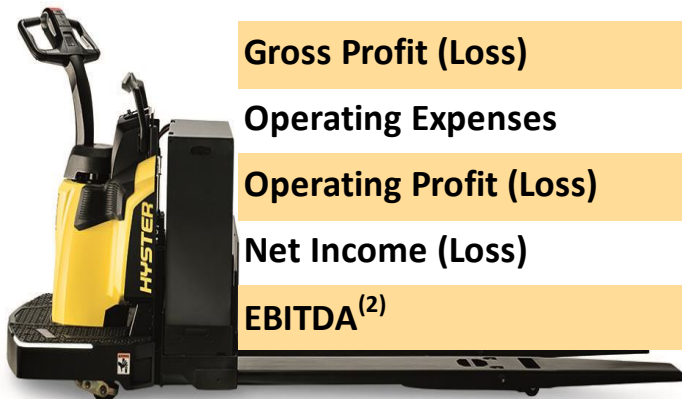 Gross Profit (Loss)
Operating Expenses
Operating Profit (Loss)
Net Income (Loss)
EBITDA(2)
HYSTER